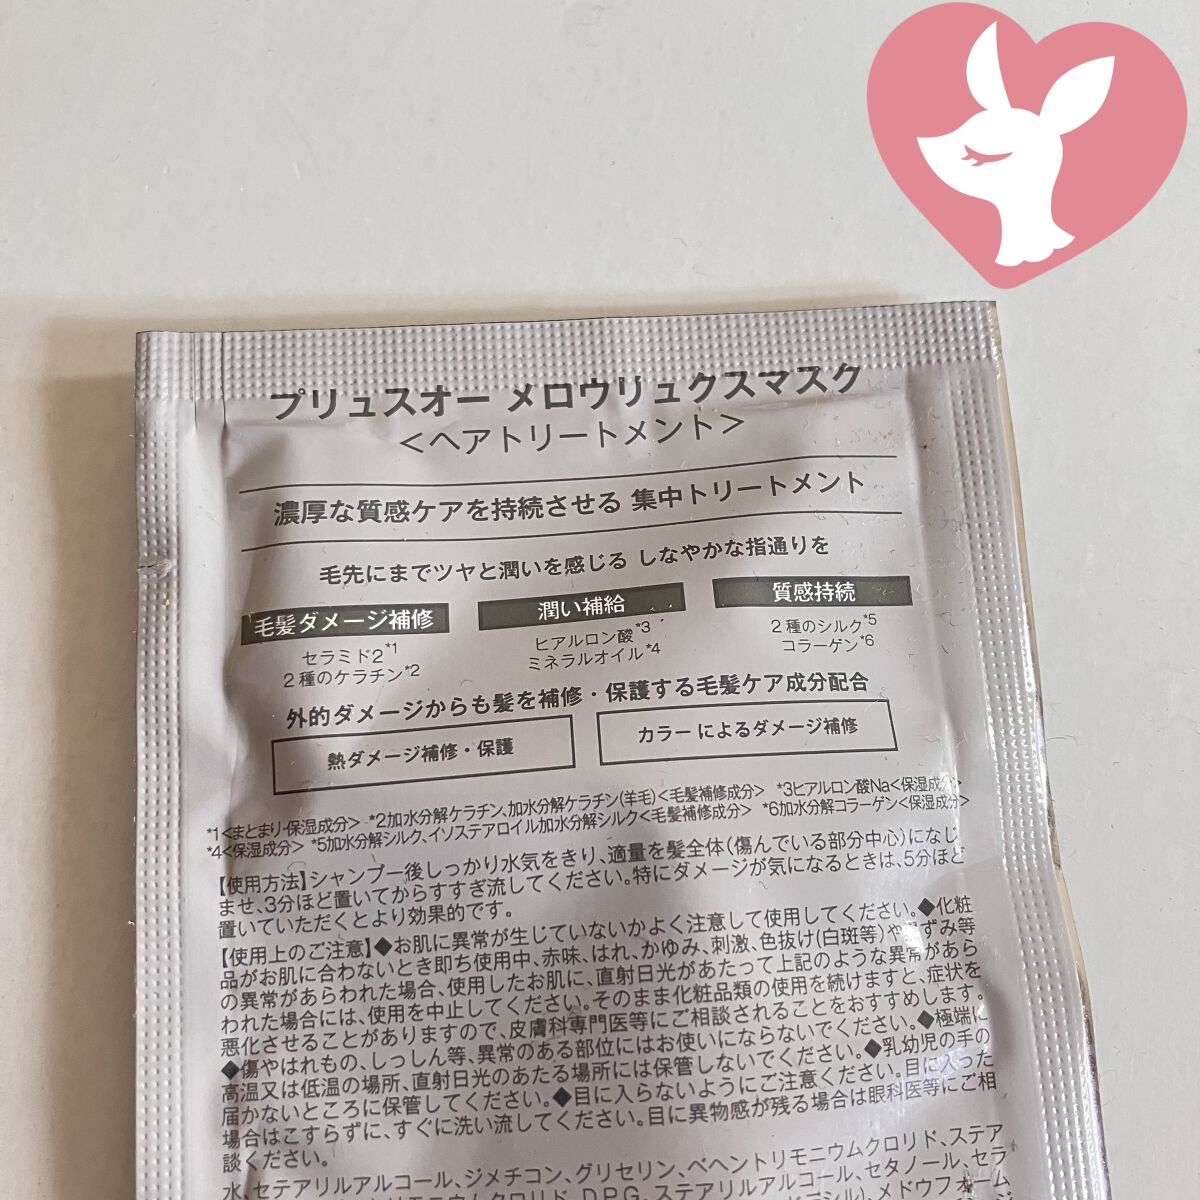 プリュスオー メロウリュクスマスク
＜ヘアトリートメント＞
濃厚な質感ケアを持続させる 集中トリートメント
毛先にまでツヤと潤いを感じる しなやかな指通りを
毛髪ダメージ補修
セラミド2*1
2種のケラチン*2
潤い補給
ヒアルロン酸*3
ミネラルオイル*4
質感持続
2種のシルク*5
コラーゲン*6
外的ダメージからも髪を補修・保護する毛髪ケア成分配合
熱ダメージ補修・保護
カラーによるダメージ補修
*1<まとまり・保湿成分> *2加水分解ケラチン、加水分解ケラチン(羊毛)<毛髪補修成分> *3ヒアルロン酸Na<保湿成分>
*4<保湿成分> *5加水分解シルク、イソステアロイル加水分解シルク<毛髪補修成分> *6加水分解コラーゲン<保湿成分>
【使用方法】シャンプー後しっかり水気をきり、適量を髪全体(傷んでいる部分中心)になじ
ませ、3分ほど置いてからすすぎ流してください。特にダメージが気になるときは、5分ほど
置いていただくとより効果的です。
【使用上のご注意】◆お肌に異常が生じていないかよく注意して使用してください。◆化粧
品がお肌に合わないとき即ち使用中、赤味、はれ、かゆみ、刺激、色抜け(白斑等)や黒ずみ等
の異常があらわれた場合、使用したお肌に、直射日光があたって上記のような異常があら
われた場合には、使用を中止してください。そのまま化粧品類の使用を続けますと、症状を
悪化させることがありますので、皮膚科専門医等にご相談されることをおすすめします。
◆傷やはれもの、しっしん等、異常のある部位にはお使いにならないでください。◆極端に
高温又は低温の場所、直射日光のあたる場所には保管しないでください。◆乳幼児の手の
届かないところに保管してください。◆目に入らないようにご注意ください。目に入った
場合はこすらずに、すぐに洗い流してください。目に異物感が残る場合は眼科医等にご相
談ください。
水、セテアリルアルコール、ジメチコン、グリセリン、ベヘントリモニウムクロリド、ステア
モニウムクロリド、DPG、ステアリルアルコール、セタノール、セラ
メドウフォーム